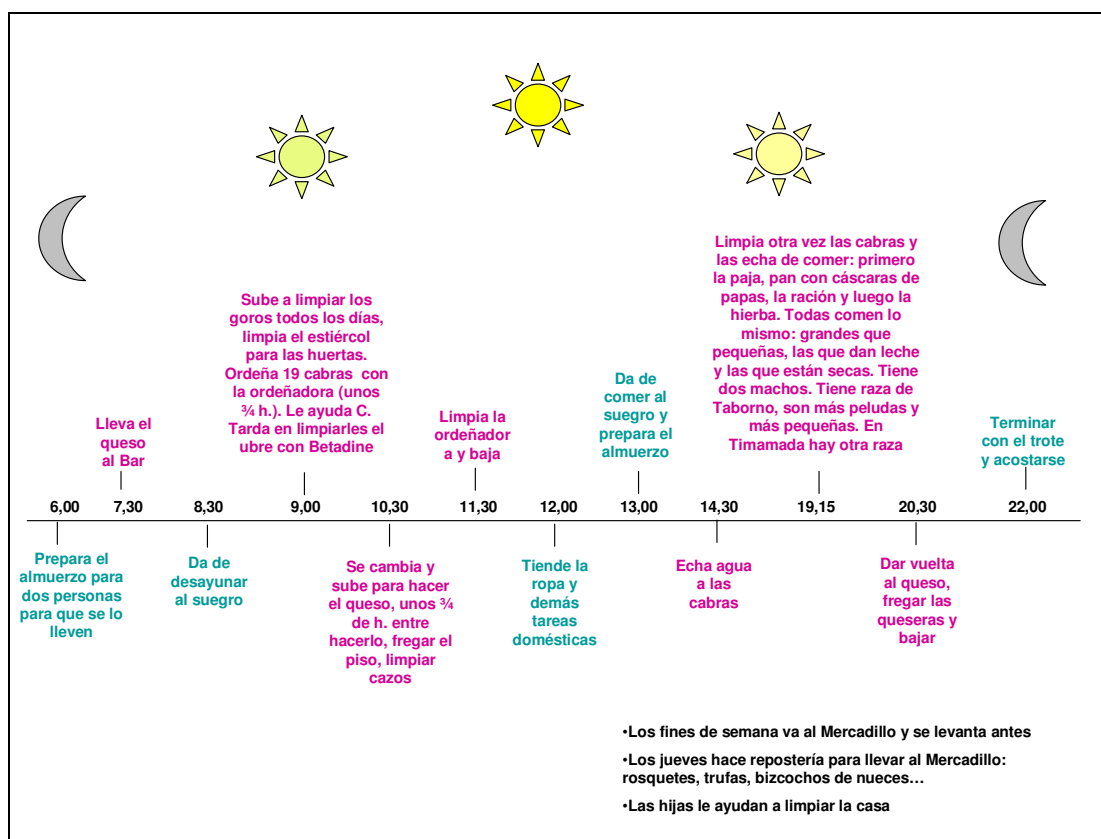 Lleva el
queso
al Bar
Sube a limpiar los
goros todos los días,
limpia el estiércol
para las huertas.
Ordeña 19 cabras con
la ordeñadora (unos
¾ h.). Le ayuda C.
Tarda en limpiarles el
ubre con Betadine
Limpia la
ordeñador
a y baja
Da de
comer al
suegro y
prepara el
almuerzo
Limpia otra vez las cabras y
las echa de comer: primero
la paja, pan con cáscaras de
papas, la ración y luego la
hierba. Todas comen lo
mismo: grandes que
pequeñas, las que dan leche
y las que están secas. Tiene
dos machos. Tiene raza de
Taborno, son más peludas y
más pequeñas. En
Timamada hay otra raza
Terminar
con el trote
y acostarse
6,00 7,30 8,30 9,00 10,30 11,30 12,00 13,00 14,30 19,15 20,30 22,00
Prepara el
almuerzo para
dos personas
para que se lo
lleven
Da de
desayunar
al suegro
Se cambia y
sube para hacer
el queso, unos ¾
de h. entre
hacerlo, fregar el
piso, limpiar
cazos
Tiende la
ropa y
demás
tareas
domésticas
Echa agua
a las
cabras
Dar vuelta
al queso,
fregar las
queseras y
bajar
•Los fines de semana va al Mercadillo y se levanta antes
•Los jueves hace repostería para llevar al Mercadillo:
rosquetes, trufas, bizcochos de nueces…
•Las hijas le ayudan a limpiar la casa